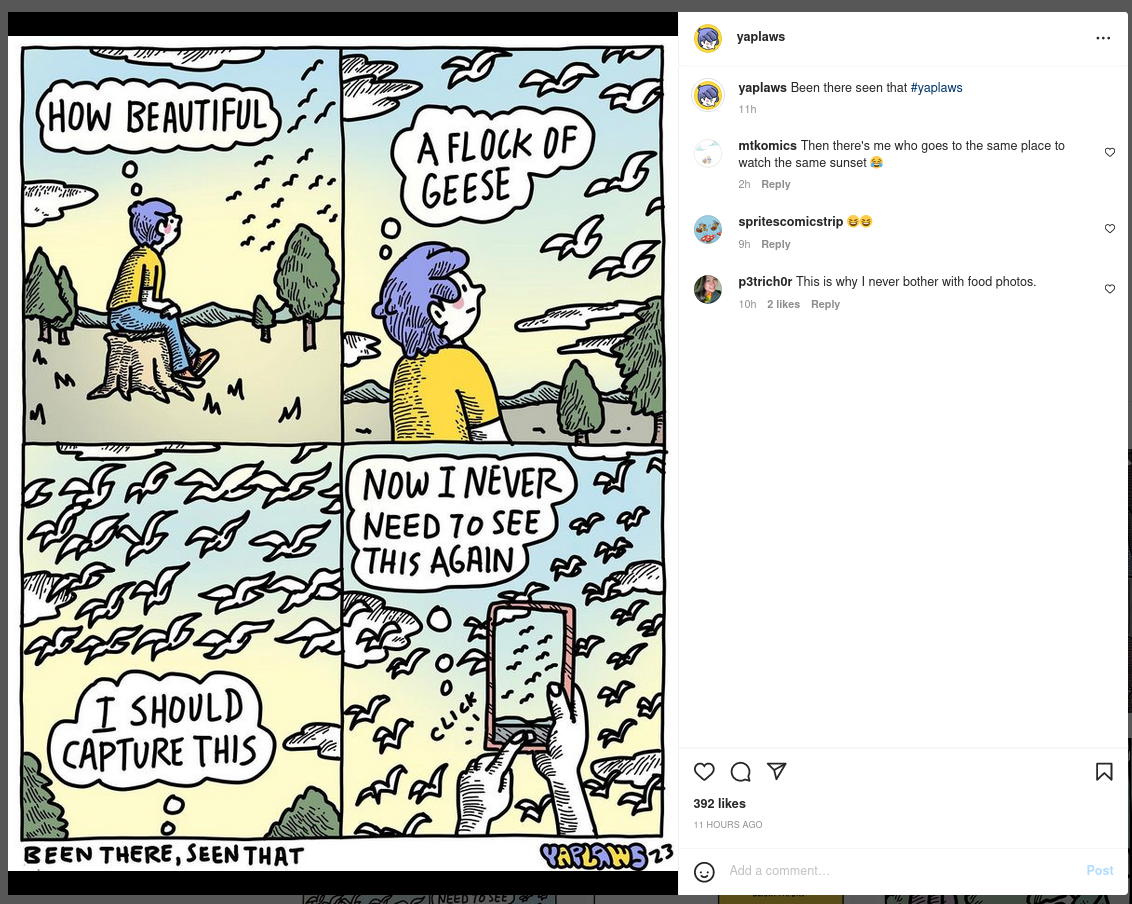 HOW BEAUTIFUL
A FLOCK OF
GEESE
I SHOULD
CAPTURE THIS
NOW I NEVER
NEED TO SEE
THIS AGAIN
CLICK
BEEN THERE, SEEN THAT
YAPLAWS 23
yaplaws
yaplaws Been there seen that #yaplaws
11h
mtkomics Then there's me who goes to the same place to
watch the same sunset 😂
2h Reply
spritescomicstrip 😆😆
9h Reply
p3trich0r This is why I never bother with food photos.
10h 2 likes Reply
392 likes
11 HOURS AGO
Add a comment…
Post
NEED TO SEE